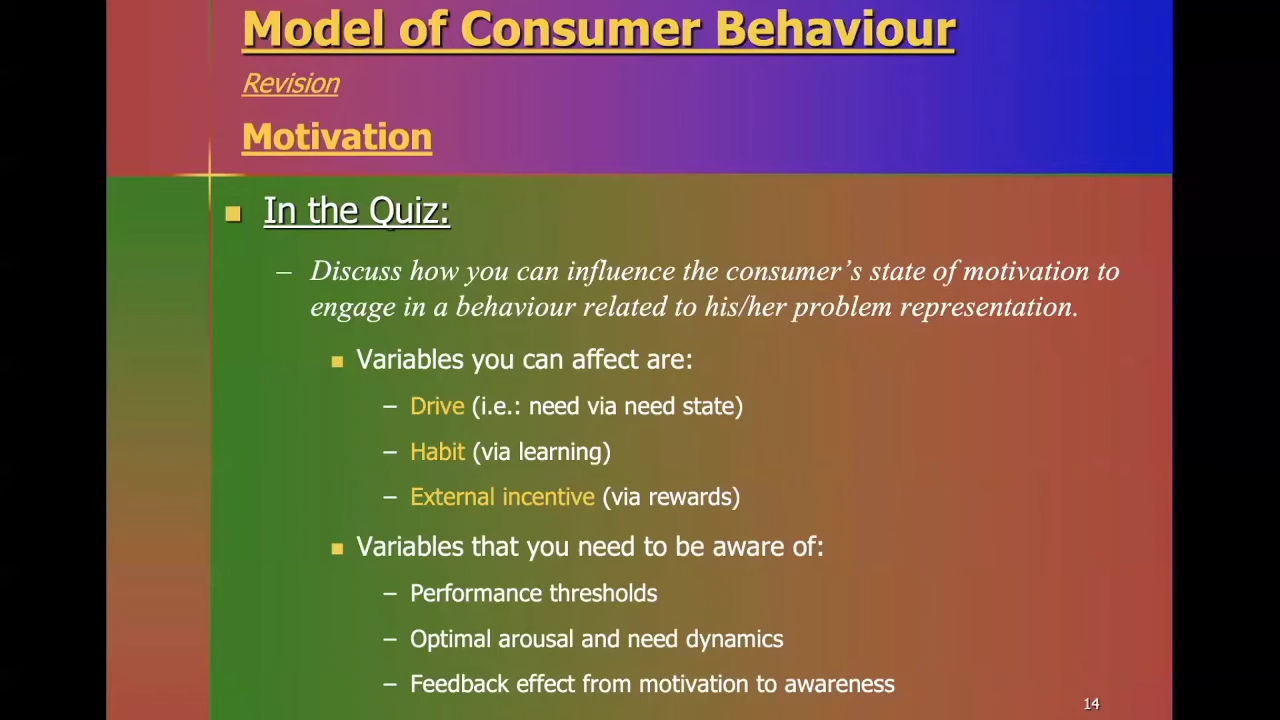 Model of Consumer Behaviour
Revision
Motivation
In the Quiz:
– Discuss how you can influence the consumer’s state of motivation to
engage in a behaviour related to his/her problem representation.
Variables you can affect are:
– Drive (i.e.: need via need state)
– Habit (via learning)
– External incentive (via rewards)
Variables that you need to be aware of:
– Performance thresholds
– Optimal arousal and need dynamics
– Feedback effect from motivation to awareness
14